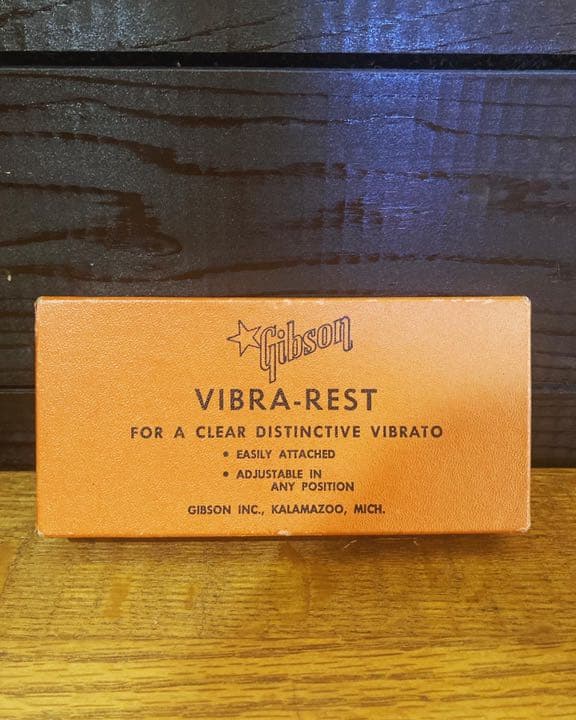 Gibson
VIBRA-REST
FOR A CLEAR DISTINCTIVE VIBRATO
• EASILY ATTACHED
• ADJUSTABLE IN
ANY POSITION
GIBSON INC., KALAMAZOO, MICH.